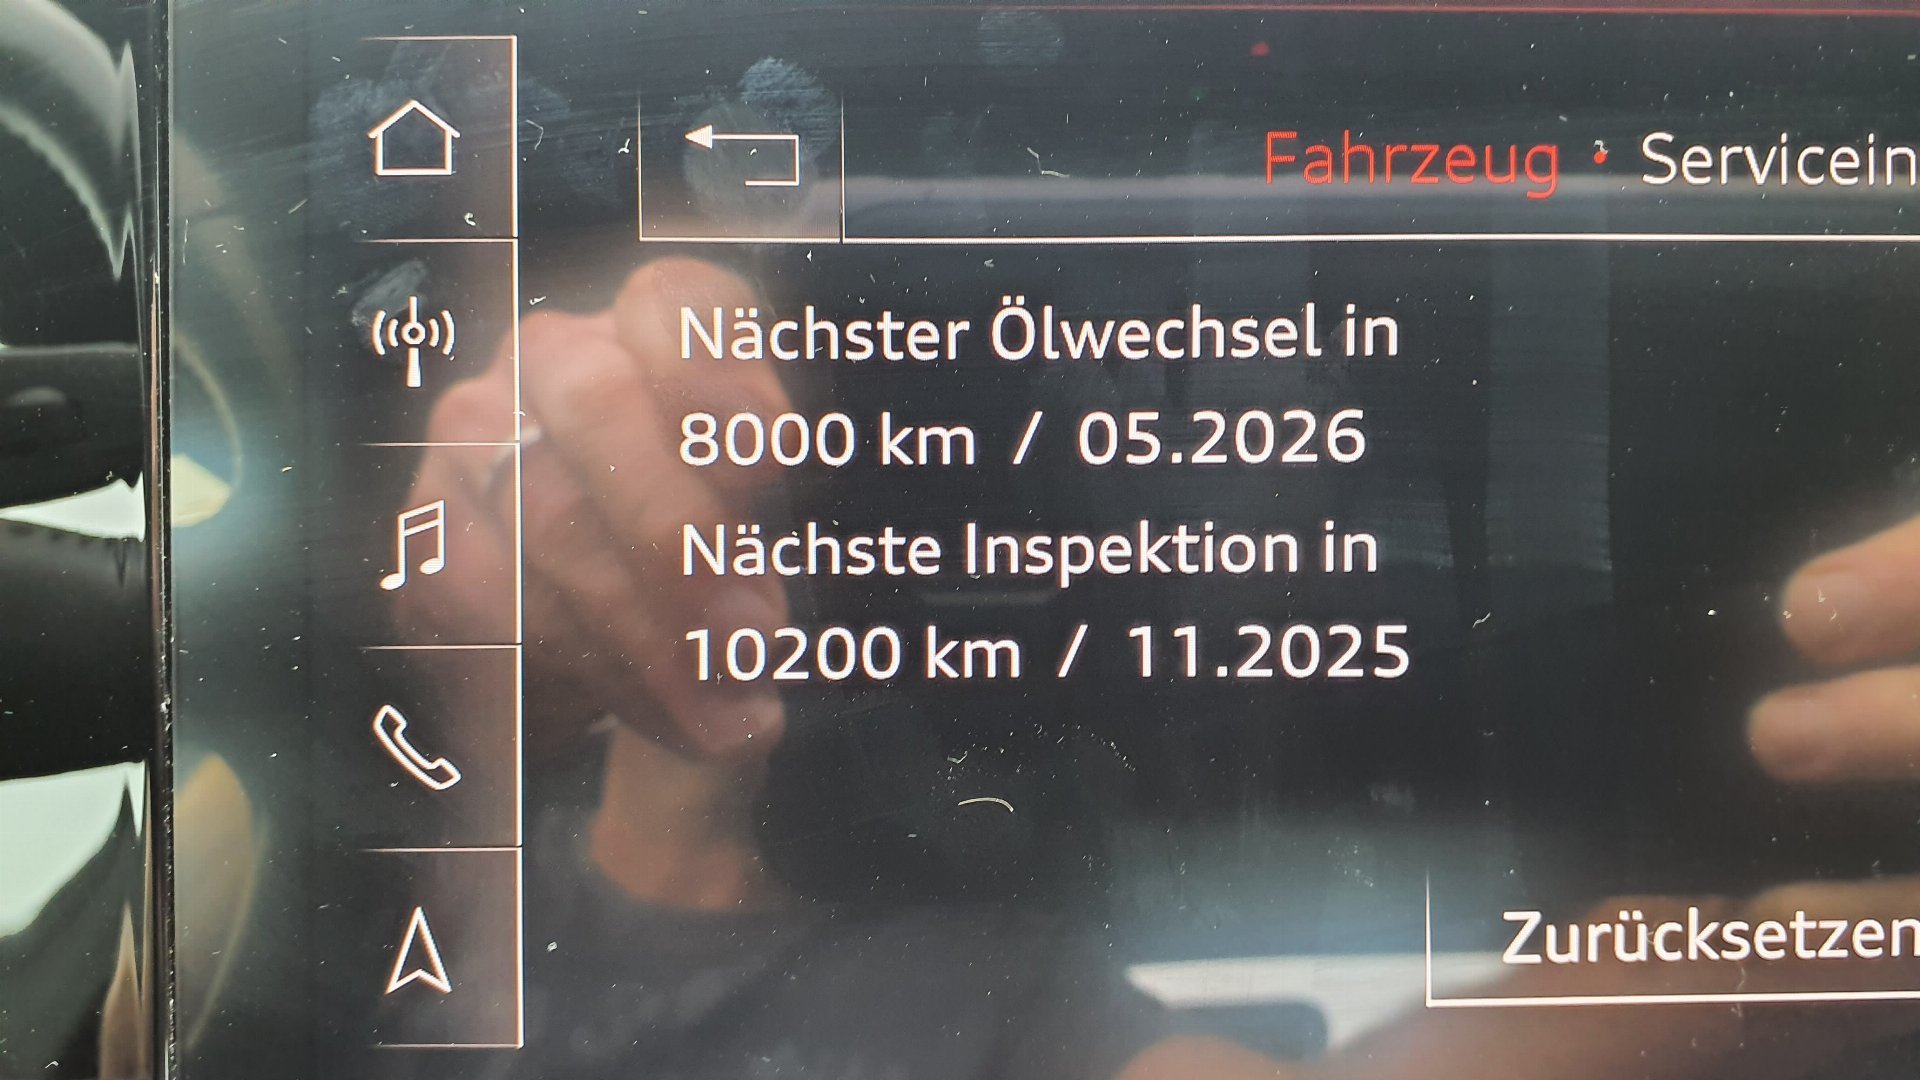 Fahrzeug • Servicein
Nächster Ölwechsel in
8000 km / 05.2026
Nächste Inspektion in
10200 km / 11.2025
Zurücksetzen